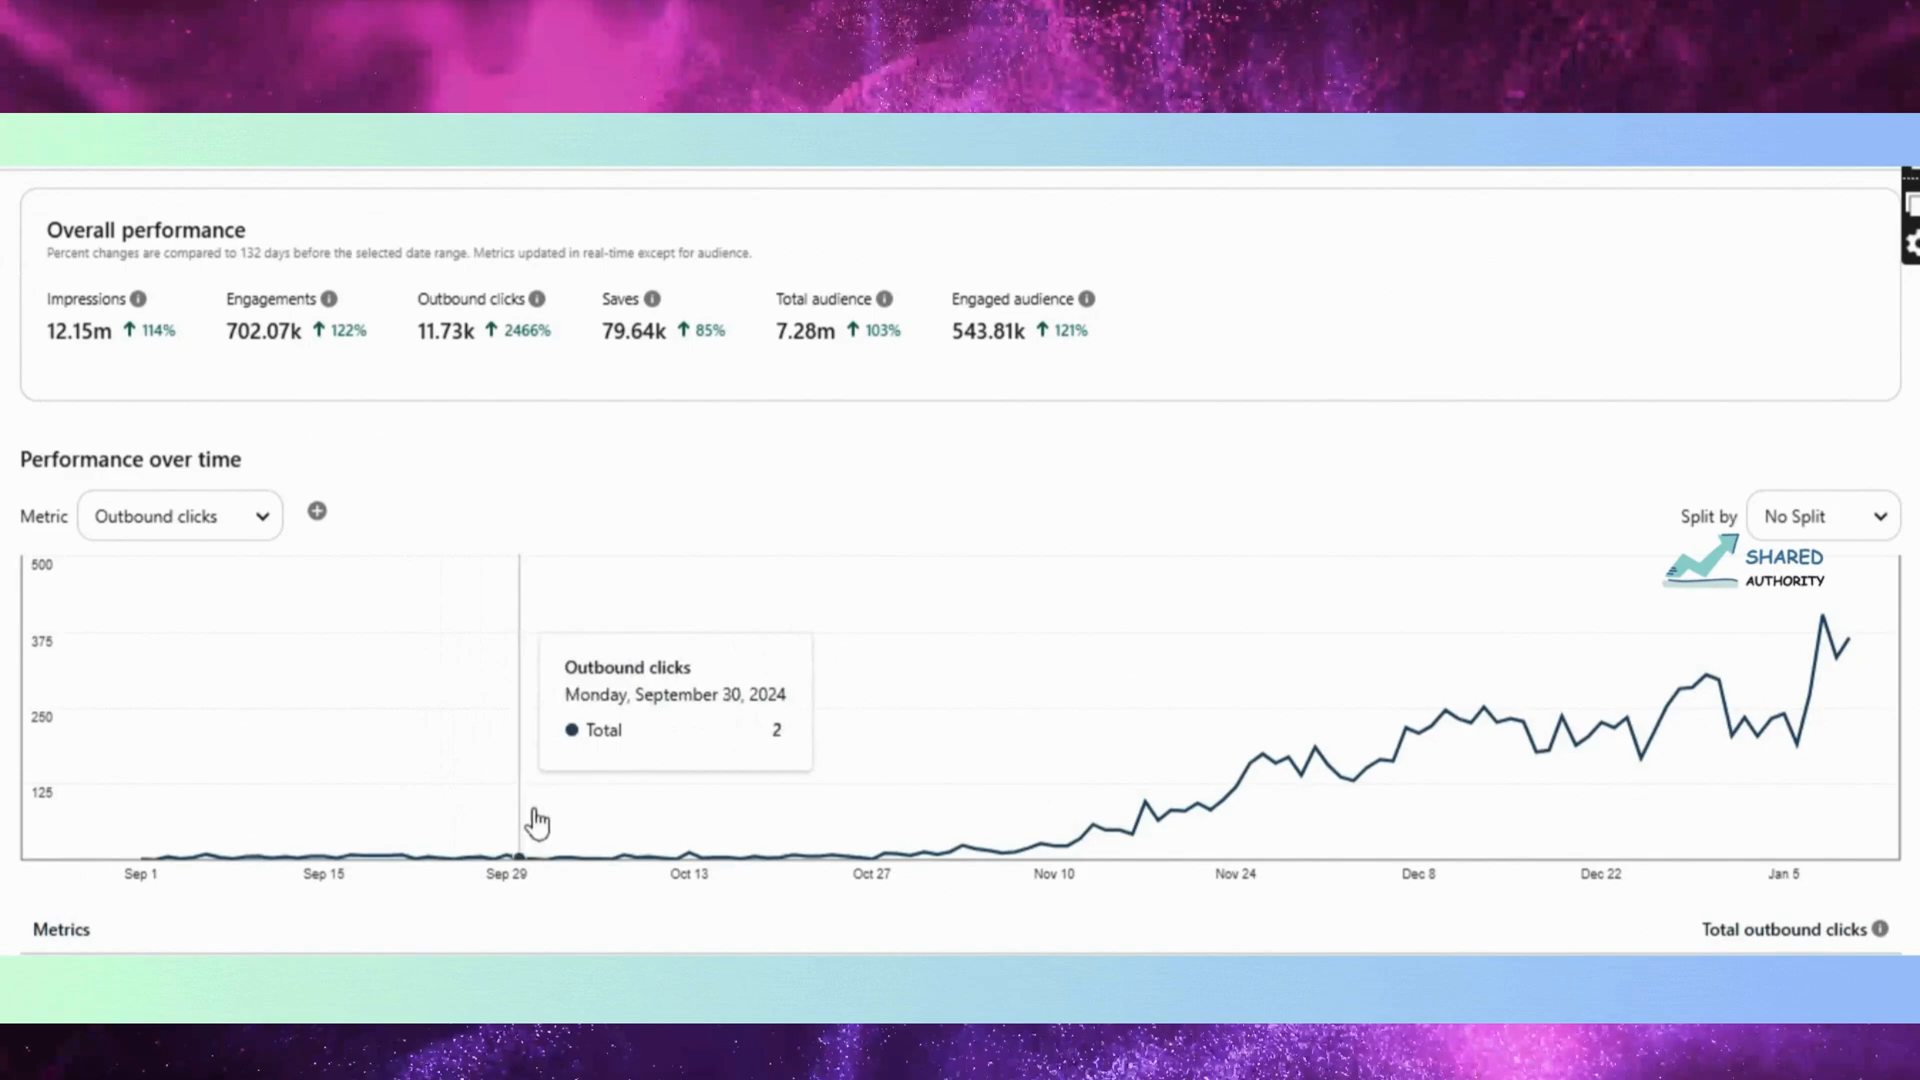 Overall performance
Percent changes are compared to 132 days before the selected date range. Metrics updated in real-time except for audience.
Impressions Engagements Outbound clicks Saves Total audience Engaged audience
12.15m 114% 702.07k 122% 11.73k 2466% 79.64k 85% 7.28m 103% 543.81k 121%
Performance over time
Metric Outbound clicks Split by No Split
SHARED
AUTHORITY
500
375
250
125
Outbound clicks
Monday, September 30, 2024
Total 2
Sep 1 Sep 15 Sep 29 Oct 13 Oct 27 Nov 10 Nov 24 Dec 8 Dec 22 Jan 5
Metrics Total outbound clicks